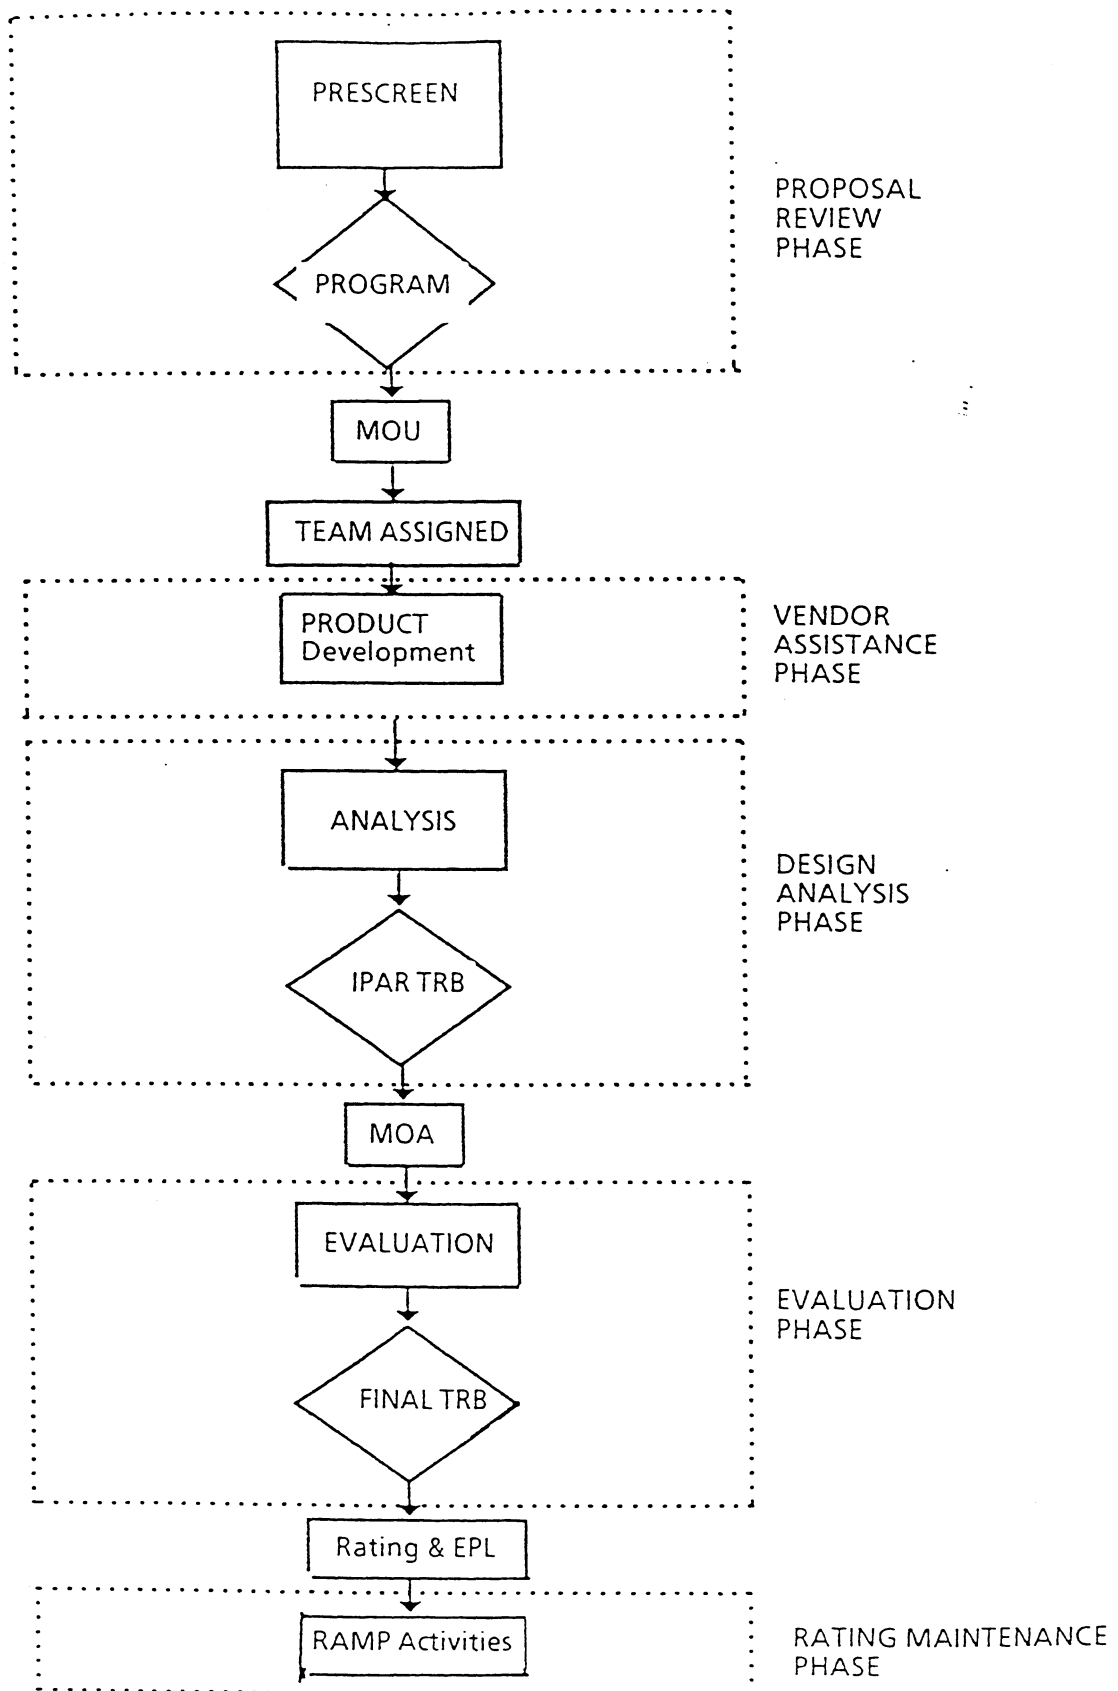 PRESCREEN
PROPOSAL
REVIEW
PHASE
PROGRAM
MOU
TEAM ASSIGNED
PRODUCT
Development
VENDOR
ASSISTANCE
PHASE
ANALYSIS
DESIGN
ANALYSIS
PHASE
IPAR TRB
MOA
EVALUATION
EVALUATION
PHASE
FINAL TRB
Rating & EPL
RAMP Activities
RATING MAINTENANCE
PHASE